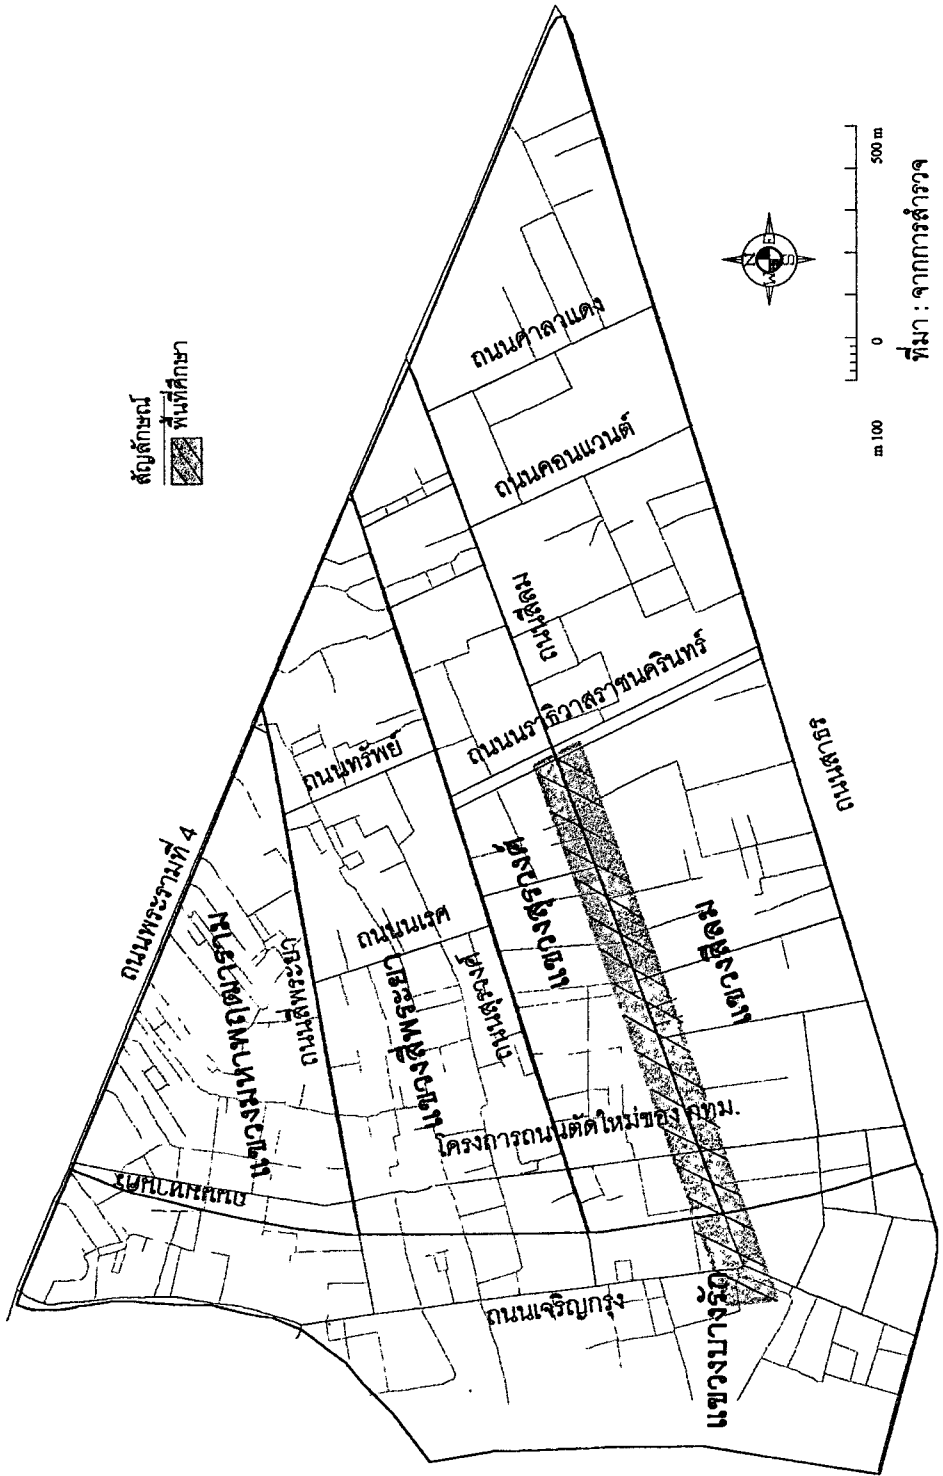 สัญลักษณ์
พื้นที่ศึกษา
ถนนพระรามที่ 4
ถนนศาลาแดง
ถนนคอนแวนต์
ถนนสีลม
ถนนนราธิวาสราชนครินทร์
ถนนทรัพย์
ถนนสาธร
แขวงสุริยวงศ์
แขวงสีลม
ถนนนเรศ
ถนนสี่พระยา
แขวงมหาพฤฒาราม
แขวงสี่พระยา
ถนนสุรวงศ์
โครงการถนนตัดใหม่ของ กทม.
ถนนมหานคร
ถนนเจริญกรุง
แขวงบางรัก
N
E
S
W
m 100
0
500 m
ที่มา : จากการสำรวจ